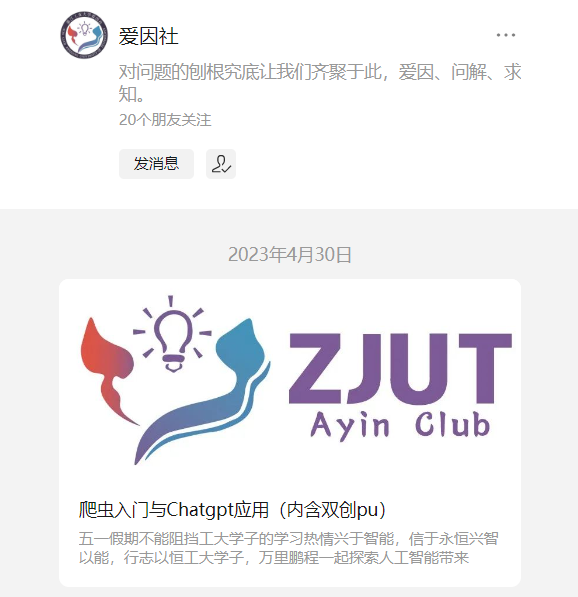 爱因社
对问题的刨根究底让我们齐聚于此，爱因、问解、求
知。
20个朋友关注
发消息
2023年4月30日
ZJUT
Ayin Club
爬虫入门与Chatgpt应用（内含双创pu）
五一假期不能阻挡工大学子的学习热情兴于智能，信于永恒兴智
以能，行志以恒工大学子，万里鹏程一起探索人工智能带来